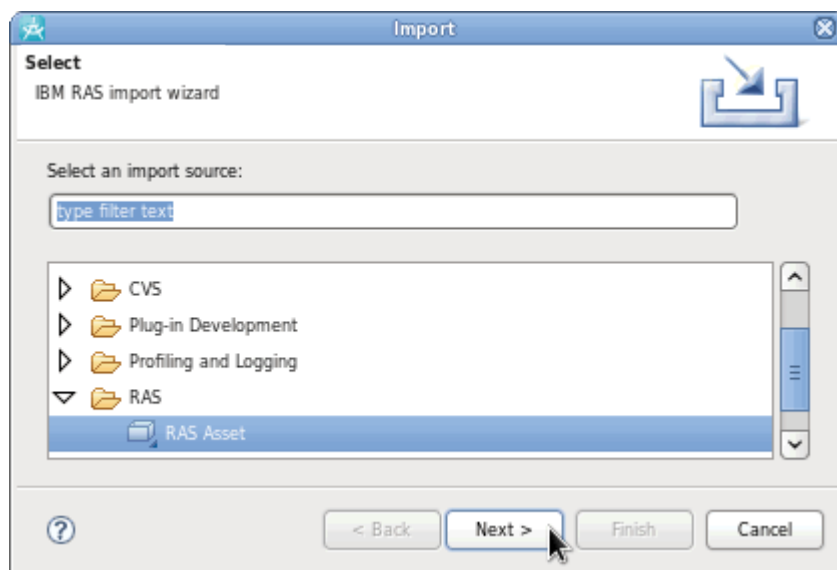 Import
Select
IBM RAS import wizard
Select an import source:
type filter text
CVS
Plug-in Development
Profiling and Logging
RAS
RAS Asset
?
< Back Next > Finish Cancel